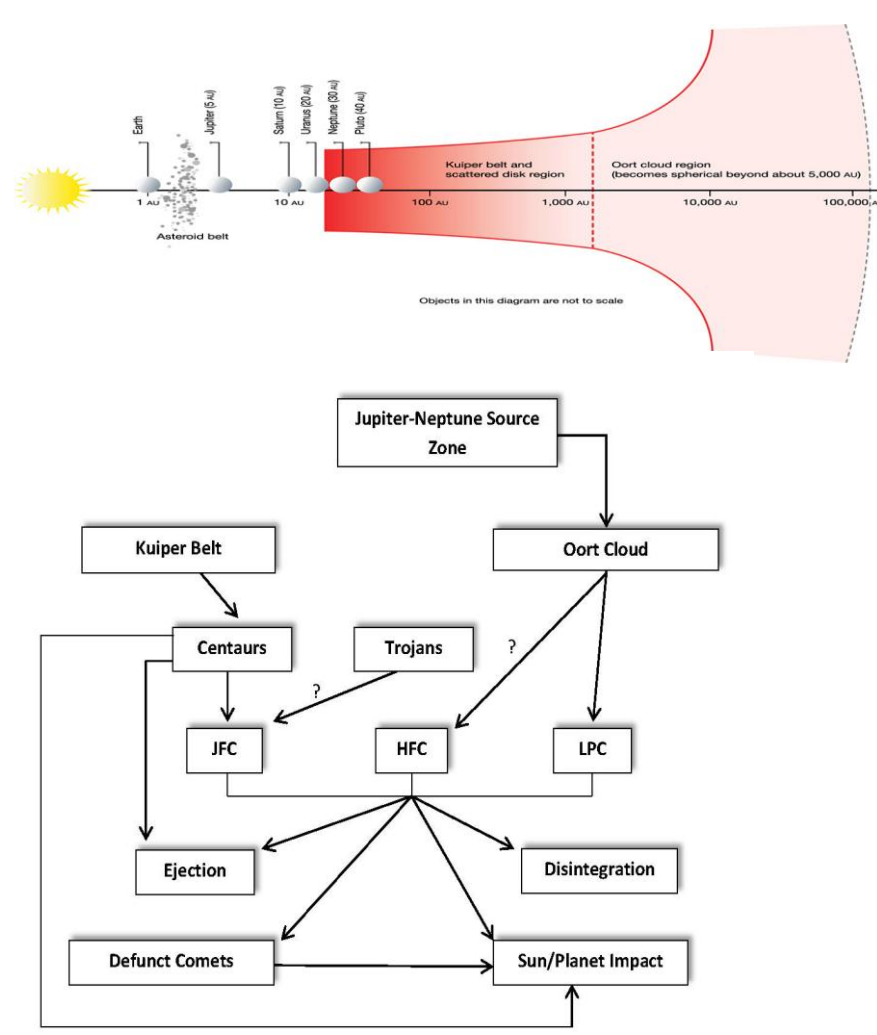 Earth
Jupiter (5 AU)
Saturn (10 AU)
Uranus (20 AU)
Neptune (30 AU)
Pluto (40 AU)
Kuiper belt and
scattered disk region
Oort cloud region
(becomes spherical beyond about 5,000 AU)
1 AU
10 AU
100 AU
1,000 AU
10,000 AU
100,000 A
Asteroid belt
Objects in this diagram are not to scale
Jupiter-Neptune Source
Zone
Kuiper Belt
Oort Cloud
Centaurs
Trojans
?
?
JFC
HFC
LPC
Ejection
Disintegration
Defunct Comets
Sun/Planet Impact